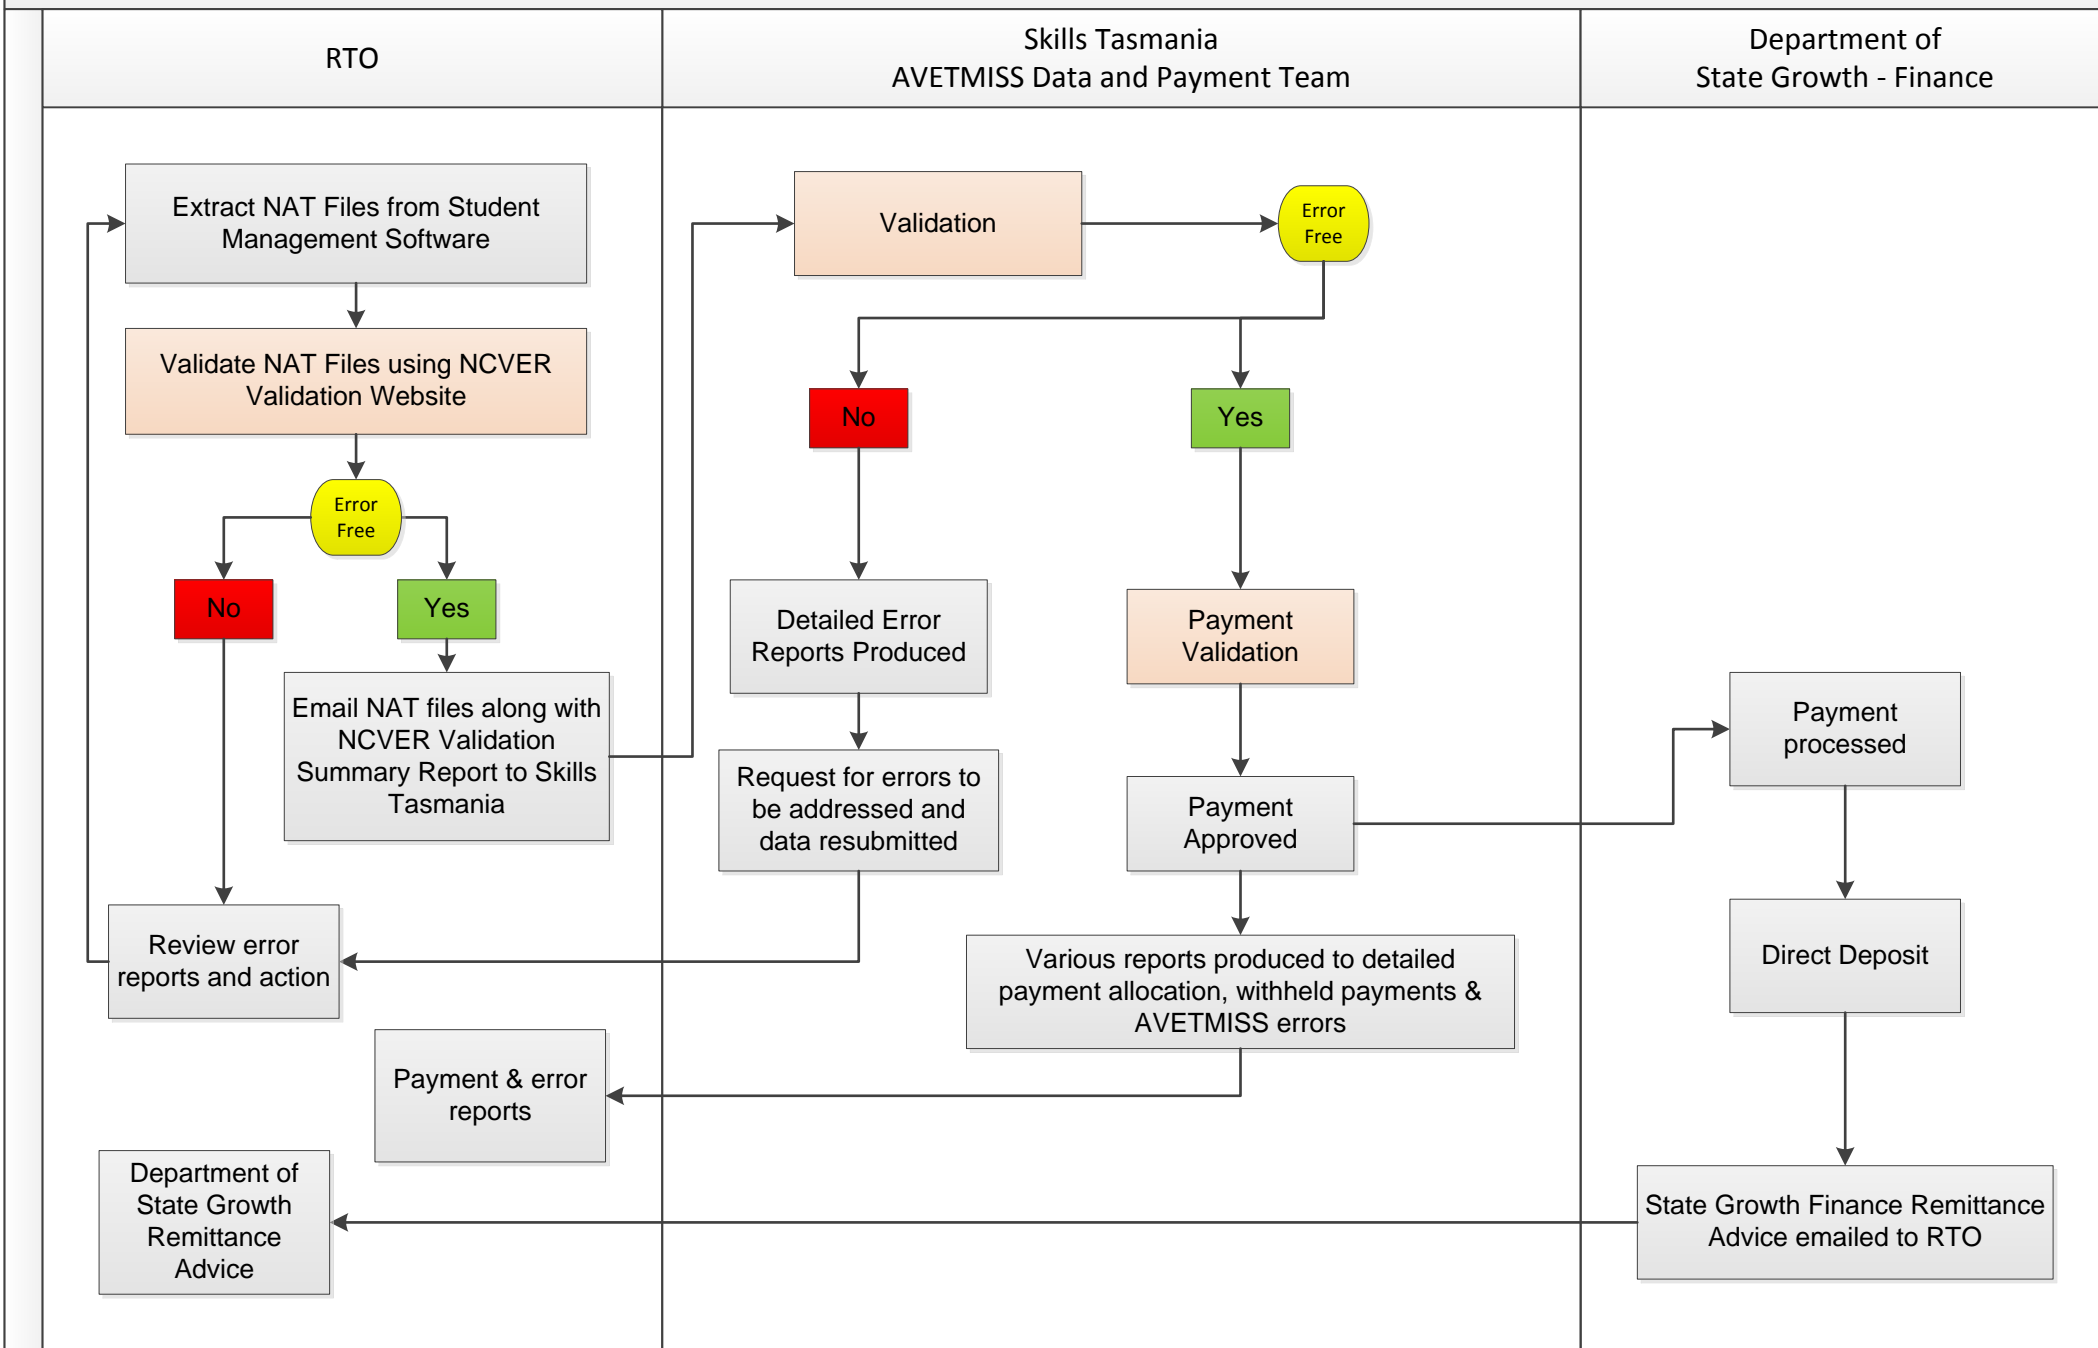 RTO
Skills Tasmania
AVETMISS Data and Payment Team
Department of
State Growth - Finance
Extract NAT Files from Student
Management Software
Validate NAT Files using NCVER
Validation Website
Error
Free
No
Yes
Email NAT files along with
NCVER Validation
Summary Report to Skills
Tasmania
Review error
reports and action
Payment & error
reports
Department of
State Growth
Remittance
Advice
Validation
Error
Free
No
Yes
Detailed Error
Reports Produced
Request for errors to
be addressed and
data resubmitted
Payment
Validation
Payment
Approved
Various reports produced to detailed
payment allocation, withheld payments &
AVETMISS errors
Payment
processed
Direct Deposit
State Growth Finance Remittance
Advice emailed to RTO